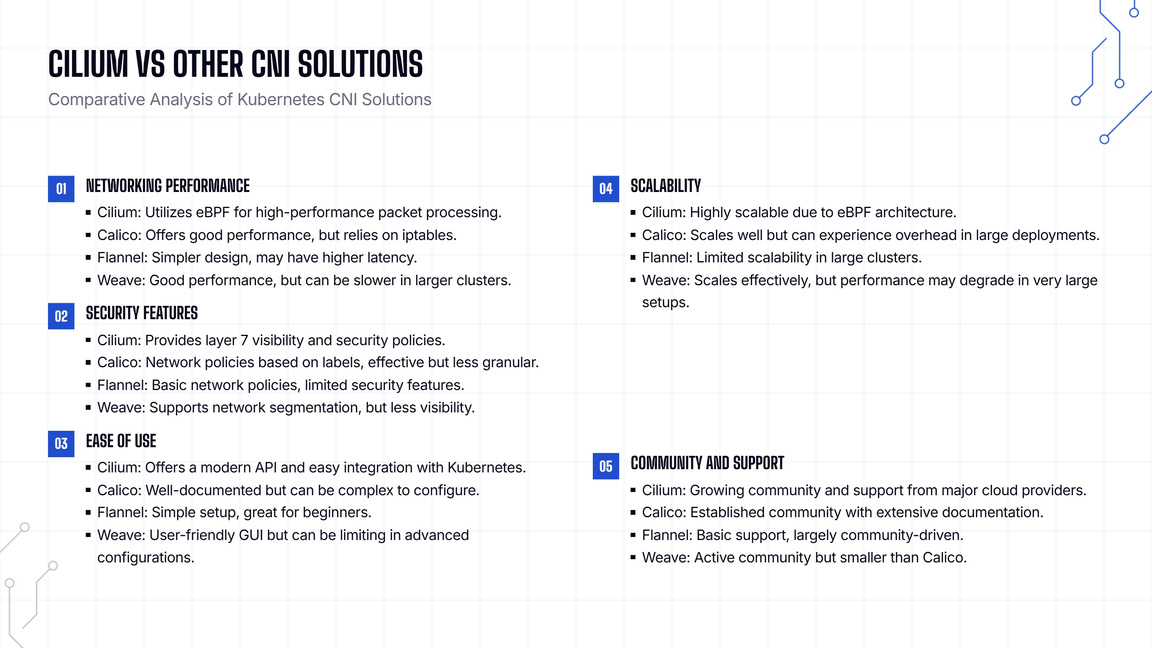 CILIUM VS OTHER CNI SOLUTIONS
Comparative Analysis of Kubernetes CNI Solutions
01 NETWORKING PERFORMANCE
▪ Cilium: Utilizes eBPF for high-performance packet processing.
▪ Calico: Offers good performance, but relies on iptables.
▪ Flannel: Simpler design, may have higher latency.
▪ Weave: Good performance, but can be slower in larger clusters.
02 SECURITY FEATURES
▪ Cilium: Provides layer 7 visibility and security policies.
▪ Calico: Network policies based on labels, effective but less granular.
▪ Flannel: Basic network policies, limited security features.
▪ Weave: Supports network segmentation, but less visibility.
03 EASE OF USE
▪ Cilium: Offers a modern API and easy integration with Kubernetes.
▪ Calico: Well-documented but can be complex to configure.
▪ Flannel: Simple setup, great for beginners.
▪ Weave: User-friendly GUI but can be limiting in advanced
configurations.
04 SCALABILITY
▪ Cilium: Highly scalable due to eBPF architecture.
▪ Calico: Scales well but can experience overhead in large deployments.
▪ Flannel: Limited scalability in large clusters.
▪ Weave: Scales effectively, but performance may degrade in very large
setups.
05 COMMUNITY AND SUPPORT
▪ Cilium: Growing community and support from major cloud providers.
▪ Calico: Established community with extensive documentation.
▪ Flannel: Basic support, largely community-driven.
▪ Weave: Active community but smaller than Calico.